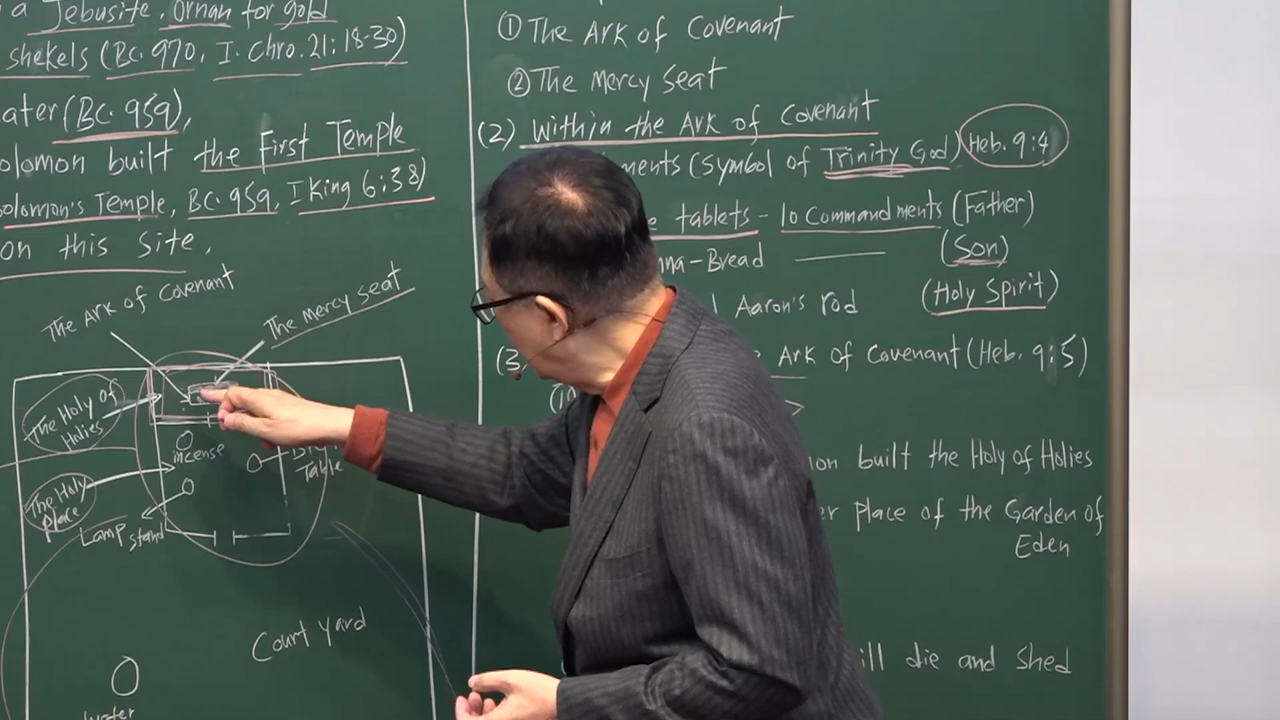 a Jebusite, Ornan for gold
shekels (BC. 970, I. Chro. 21:18-30)
ater (BC. 959),
olomon built the First Temple
olomon's Temple, BC. 959, I King 6:38)
on this site,
The Ark of Covenant
The Mercy seat
The Holy of
Holies
incense
Table
The Holy
place
Lamp stand
Court Yard
water
① The Ark of Covenant
② The Mercy Seat
(2) Within the Ark of Covenant
ments (Symbol of Trinity God) Heb. 9:4
e tablets - 10 Commandments (Father)
na-Bread (Son)
Aaron's rod (Holy Spirit)
(3 Ark of Covenant (Heb. 9:5)
on built the Holy of Holies
er place of the Garden of
Eden
ill die and shed